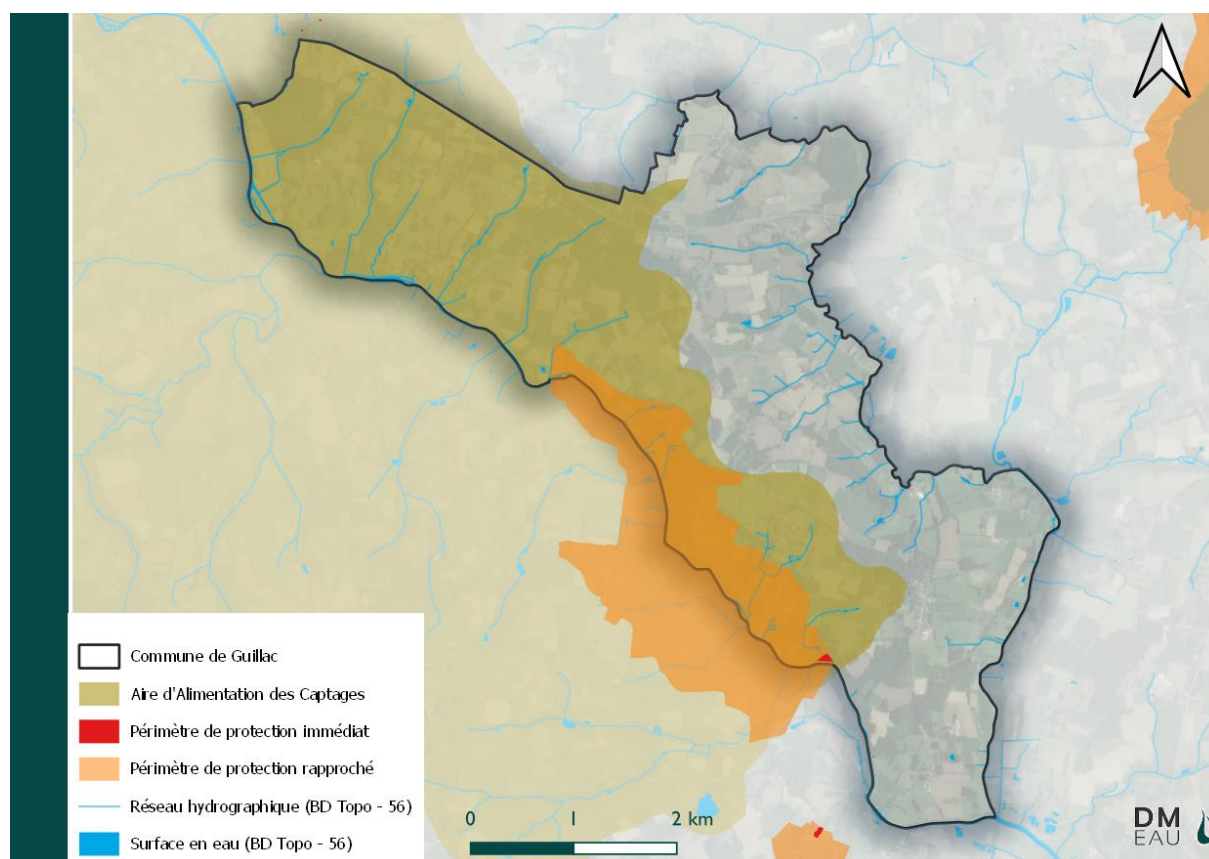 Commune de Guillac
Aire d'Alimentation des Captages
Périmètre de protection immédiat
Périmètre de protection rapproché
Réseau hydrographique (BD Topo - 56)
Surface en eau (BD Topo - 56)
0 1 2 km
DM
EAU